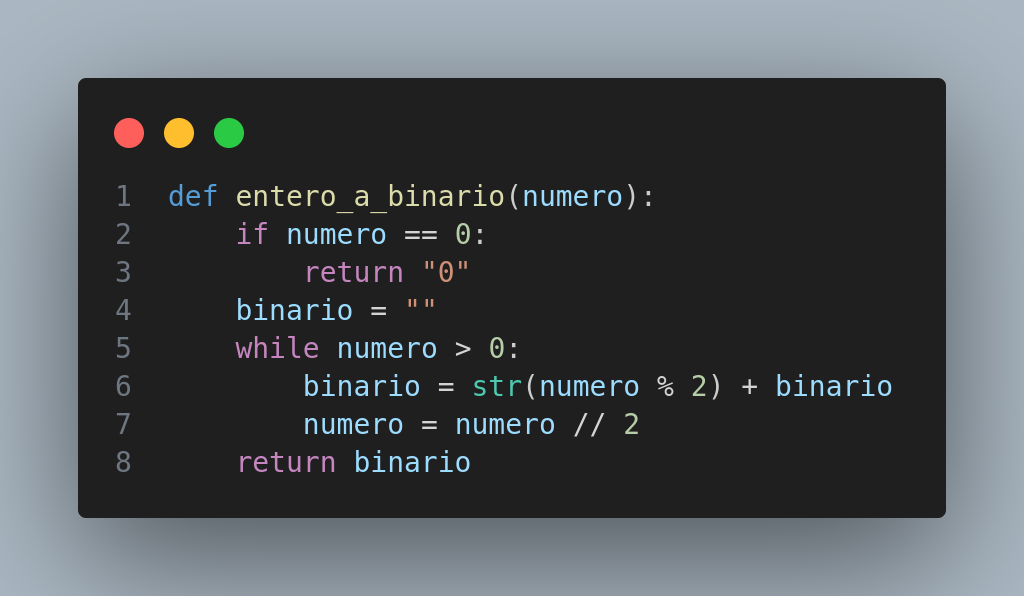 1 def entero_a_binario(numero):
2     if numero == 0:
3         return "0"
4     binario = ""
5     while numero > 0:
6         binario = str(numero % 2) + binario
7         numero = numero // 2
8     return binario